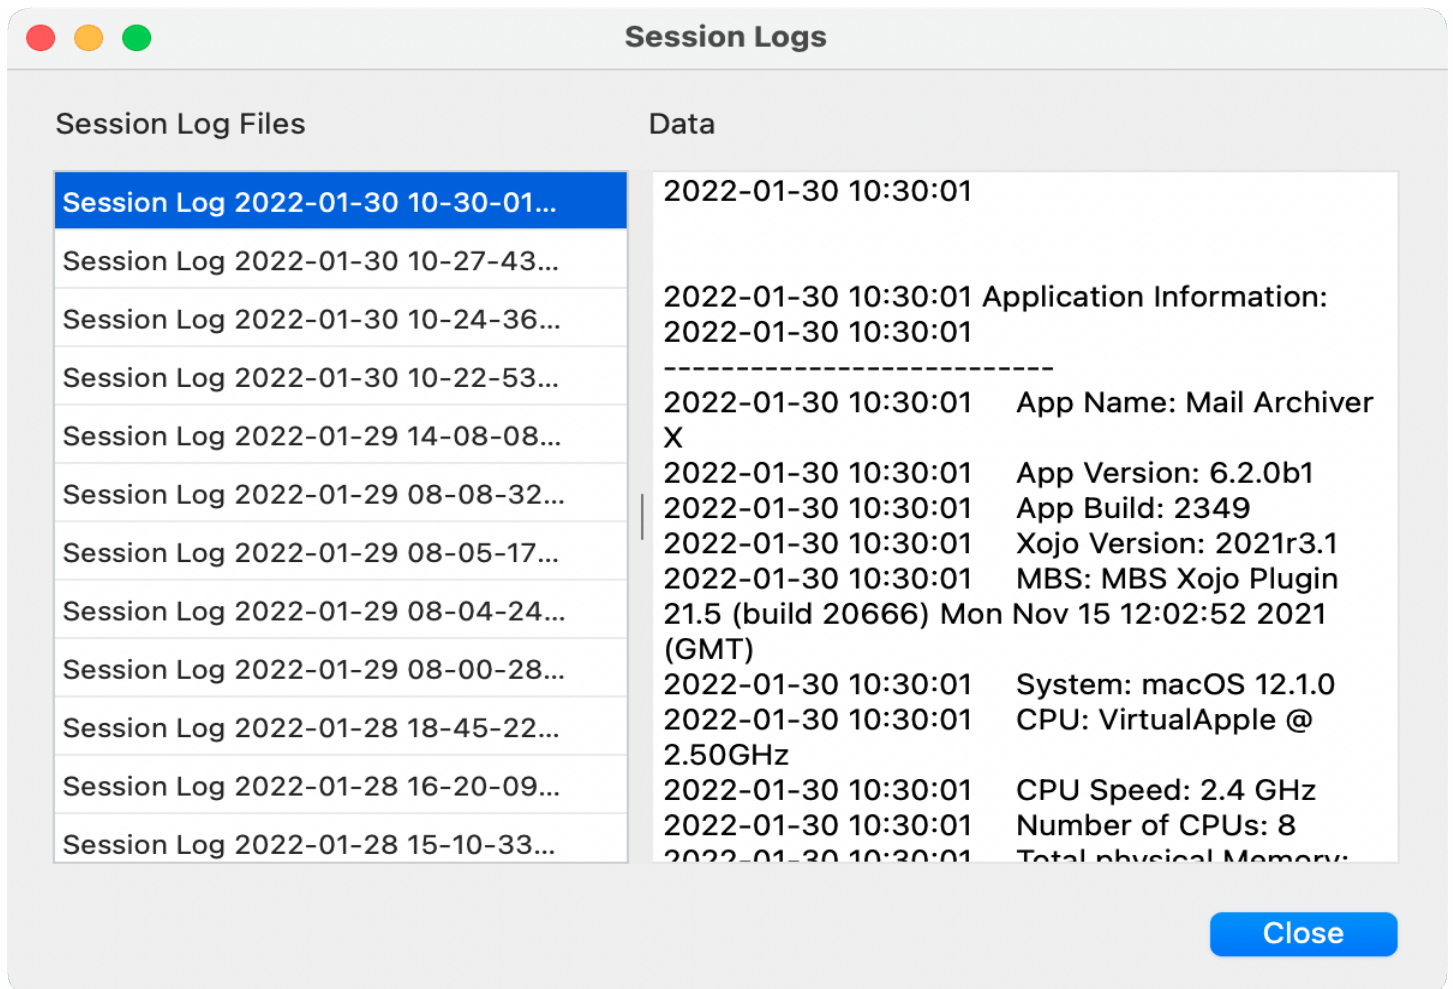 Session Logs
Session Log Files
Data
Session Log 2022-01-30 10-30-01...
Session Log 2022-01-30 10-27-43...
Session Log 2022-01-30 10-24-36...
Session Log 2022-01-30 10-22-53...
Session Log 2022-01-29 14-08-08...
Session Log 2022-01-29 08-08-32...
Session Log 2022-01-29 08-05-17...
Session Log 2022-01-29 08-04-24...
Session Log 2022-01-29 08-00-28...
Session Log 2022-01-28 18-45-22...
Session Log 2022-01-28 16-20-09...
Session Log 2022-01-28 15-10-33...
2022-01-30 10:30:01
2022-01-30 10:30:01 Application Information:
2022-01-30 10:30:01
---------------------------
2022-01-30 10:30:01 App Name: Mail Archiver
X
2022-01-30 10:30:01 App Version: 6.2.0b1
2022-01-30 10:30:01 App Build: 2349
2022-01-30 10:30:01 Xojo Version: 2021r3.1
2022-01-30 10:30:01 MBS: MBS Xojo Plugin
21.5 (build 20666) Mon Nov 15 12:02:52 2021
(GMT)
2022-01-30 10:30:01 System: macOS 12.1.0
2022-01-30 10:30:01 CPU: VirtualApple @
2.50GHz
2022-01-30 10:30:01 CPU Speed: 2.4 GHz
2022-01-30 10:30:01 Number of CPUs: 8
2022-01-30 10:30:01 Total physical Memory:
Close